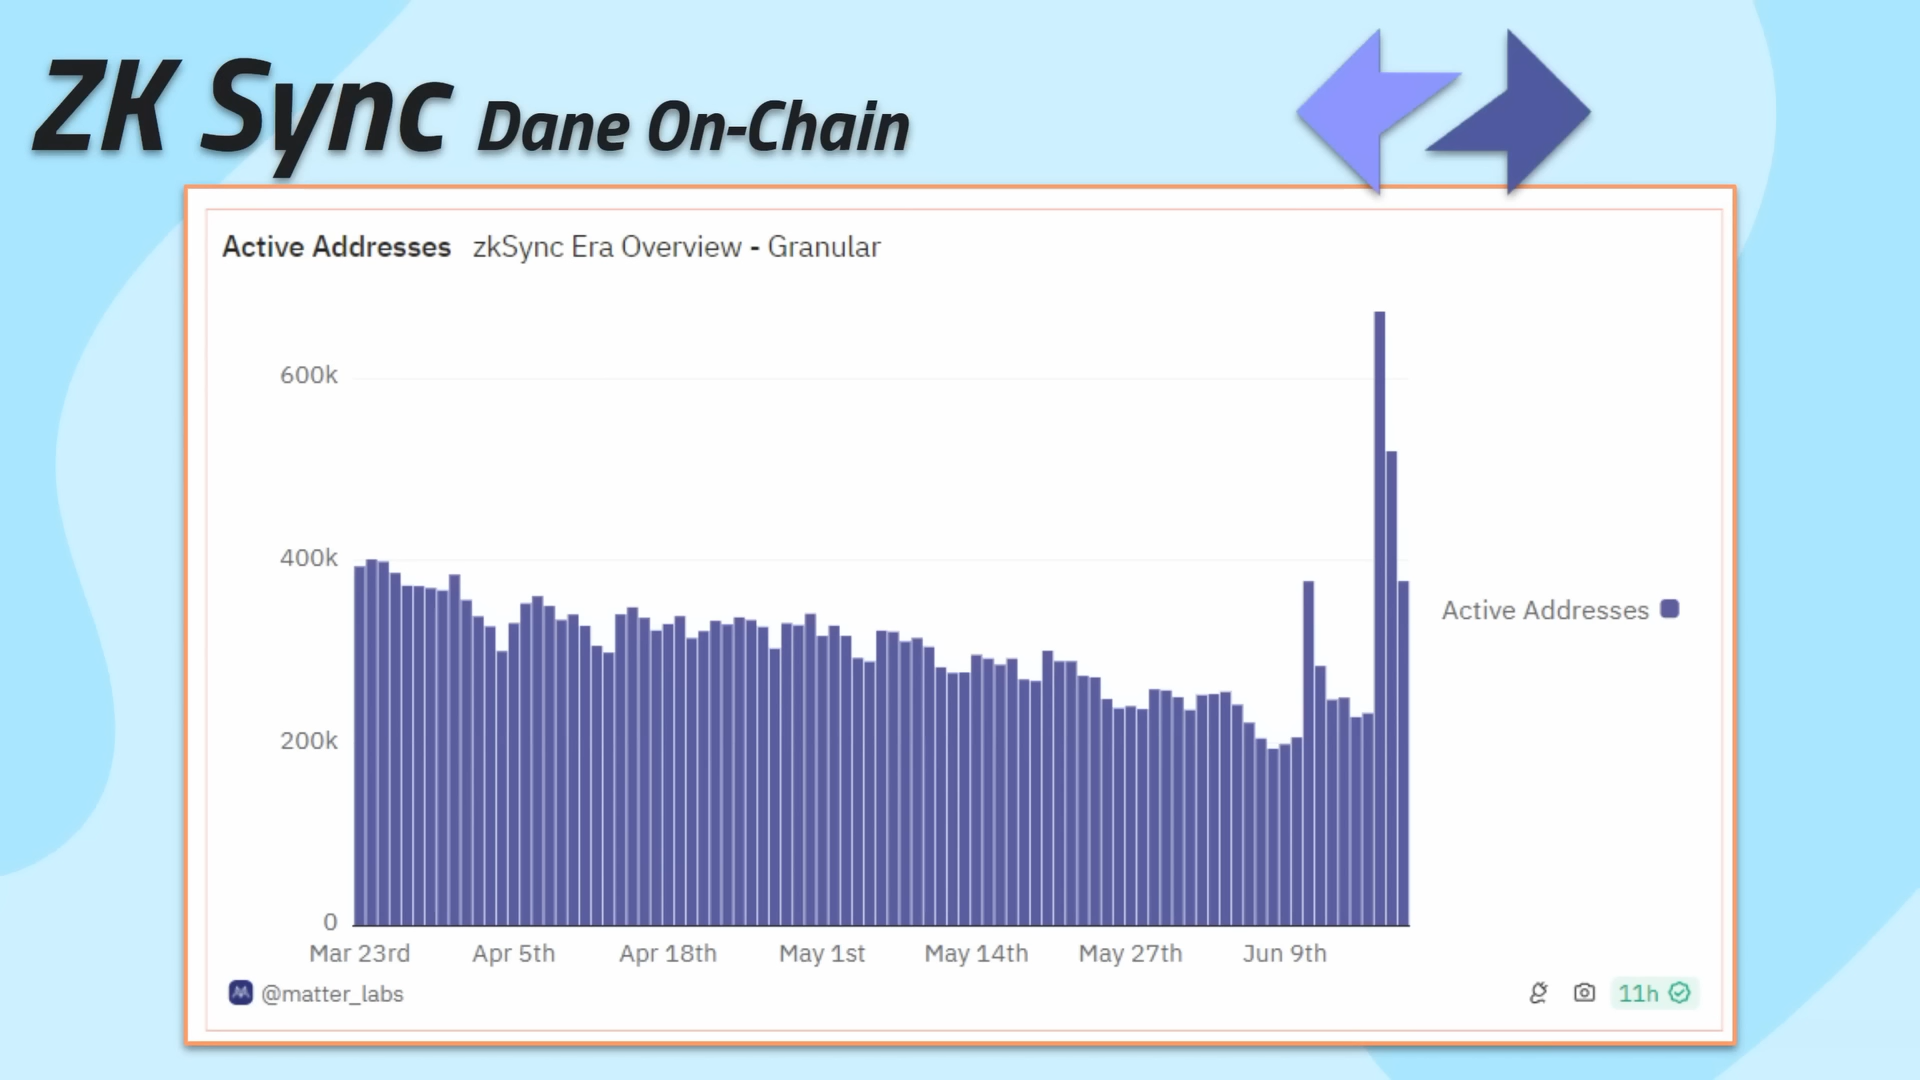 ZK Sync Dane On-Chain
Active Addresses zkSync Era Overview - Granular
600k
400k
200k
0
Active Addresses
Mar 23rd Apr 5th Apr 18th May 1st May 14th May 27th Jun 9th
@matter_labs 11h